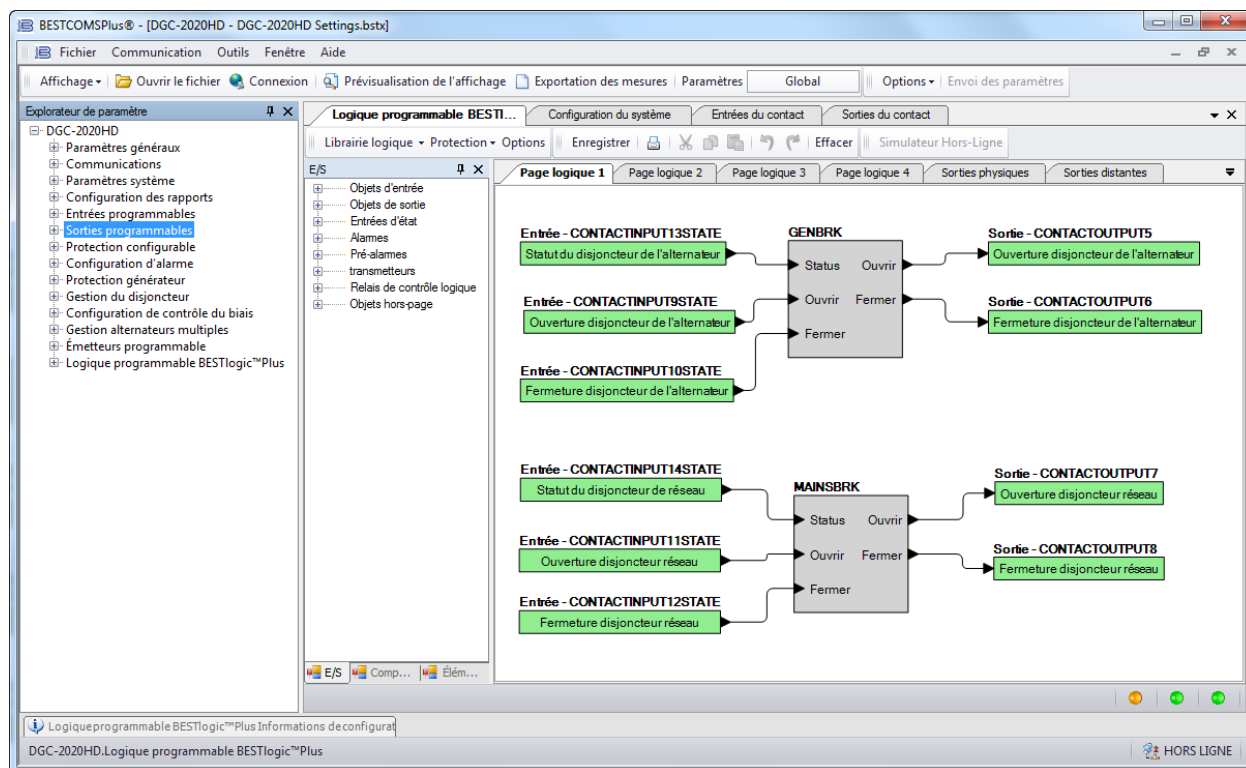 BESTCOMSPlus® - [DGC-2020HD - DGC-2020HD Settings.bstx]
Fichier Communication Outils Fenêtre Aide
Affichage Ouvrir le fichier Connexion Prévisualisation de l'affichage Exportation des mesures Paramètres Global Options Envoi des paramètres
Explorateur de paramètre
DGC-2020HD
Paramètres généraux
Communications
Paramètres système
Configuration des rapports
Entrées programmables
Sorties programmables
Protection configurable
Configuration d'alarme
Protection générateur
Gestion du disjoncteur
Configuration de contrôle du biais
Gestion alternateurs multiples
Émetteurs programmable
Logique programmable BESTlogic™Plus
Logique programmable BESTl... Configuration du système Entrées du contact Sorties du contact
Librairie logique Protection Options Enregistrer Effacer Simulateur Hors-Ligne
E/S
Objets d'entrée
Objets de sortie
Entrées d'état
Alarmes
Pré-alarmes
transmetteurs
Relais de contrôle logique
Objets hors-page
E/S Comp... Élém...
Page logique 1 Page logique 2 Page logique 3 Page logique 4 Sorties physiques Sorties distantes
Entrée - CONTACTINPUT13STATE
Statut du disjoncteur de l'alternateur
Entrée - CONTACTINPUT9STATE
Ouverture disjoncteur de l'alternateur
Entrée - CONTACTINPUT10STATE
Fermeture disjoncteur de l'alternateur
GENBRK
Status Ouvrir
Ouvrir Fermer
Fermer
Sortie - CONTACTOUTPUT5
Ouverture disjoncteur de l'alternateur
Sortie - CONTACTOUTPUT6
Fermeture disjoncteur de l'alternateur
Entrée - CONTACTINPUT14STATE
Statut du disjoncteur de réseau
Entrée - CONTACTINPUT11STATE
Ouverture disjoncteur réseau
Entrée - CONTACTINPUT12STATE
Fermeture disjoncteur réseau
MAINSBRK
Status Ouvrir
Ouvrir Fermer
Fermer
Sortie - CONTACTOUTPUT7
Ouverture disjoncteur réseau
Sortie - CONTACTOUTPUT8
Fermeture disjoncteur réseau
Logique programmable BESTlogic™Plus Informations de configurat
DGC-2020HD.Logique programmable BESTlogic™Plus
HORS LIGNE